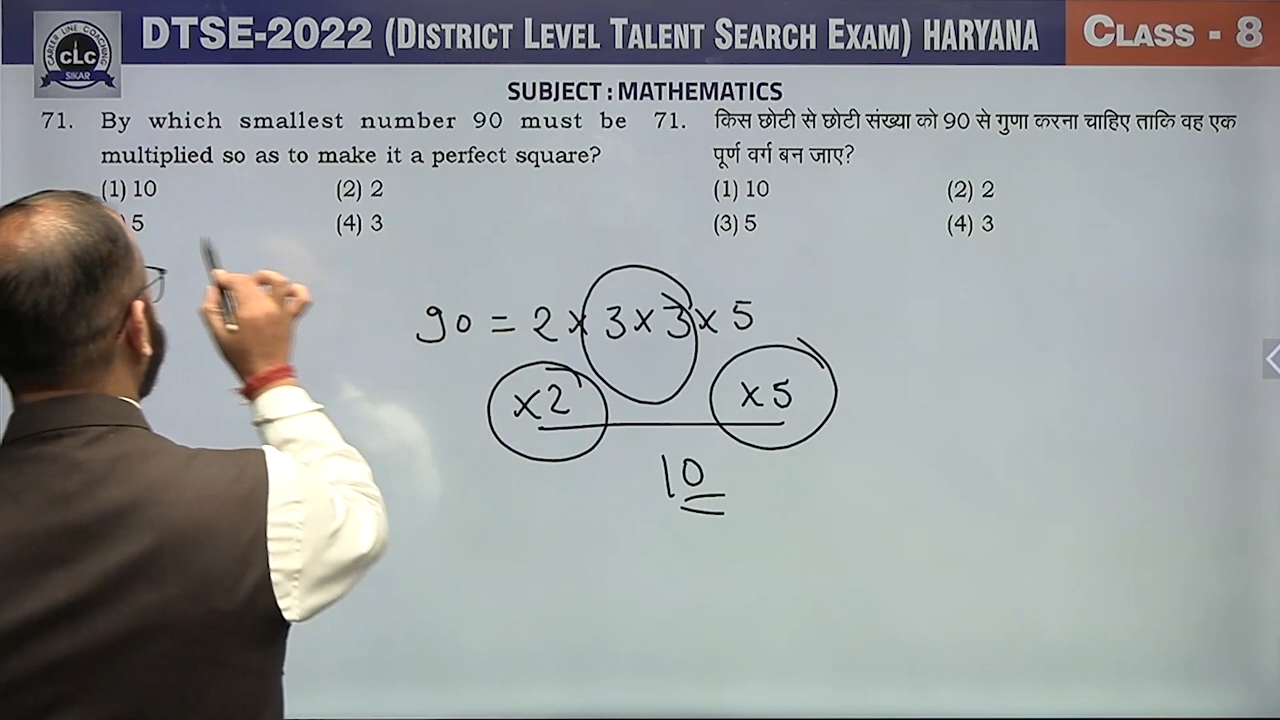 CAREER LINE COACHING
CLC
SIKAR
DTSE-2022 (DISTRICT LEVEL TALENT SEARCH EXAM) HARYANA
CLASS - 8
SUBJECT : MATHEMATICS
71. By which smallest number 90 must be
multiplied so as to make it a perfect square?
(1) 10 (2) 2
5 (4) 3
71. किस छोटी से छोटी संख्या को 90 से गुणा करना चाहिए ताकि वह एक
पूर्ण वर्ग बन जाए?
(1) 10 (2) 2
(3) 5 (4) 3
90 = 2 × 3 × 3 × 5
×2 ×5
10